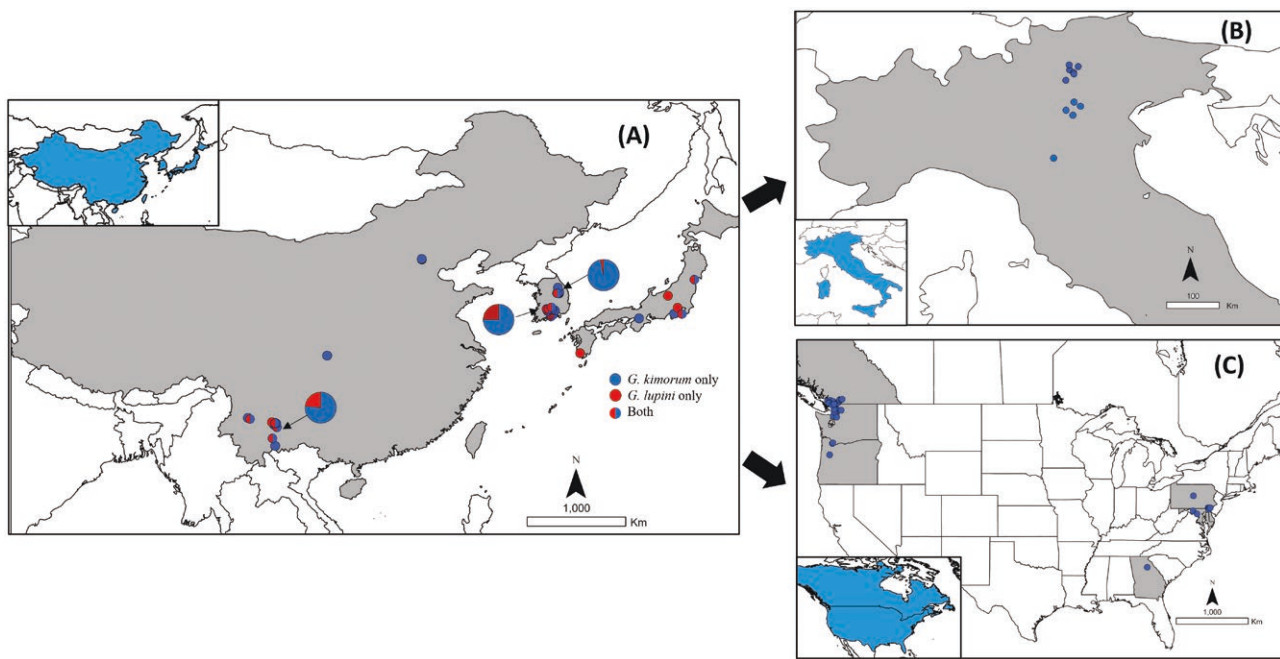 (A)
G. kimorum only
G. lupini only
Both
N
1,000
Km
(B)
N
100
Km
(C)
N
1,000
Km